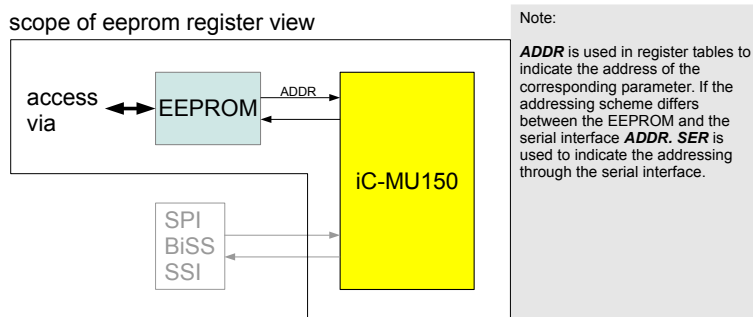 scope of eeprom register view
access
via
EEPROM
ADDR
iC-MU150
SPI
BiSS
SSI
Note:
ADDR is used in register tables to
indicate the address of the
corresponding parameter. If the
addressing scheme differs
between the EEPROM and the
serial interface ADDR. SER is
used to indicate the addressing
through the serial interface.